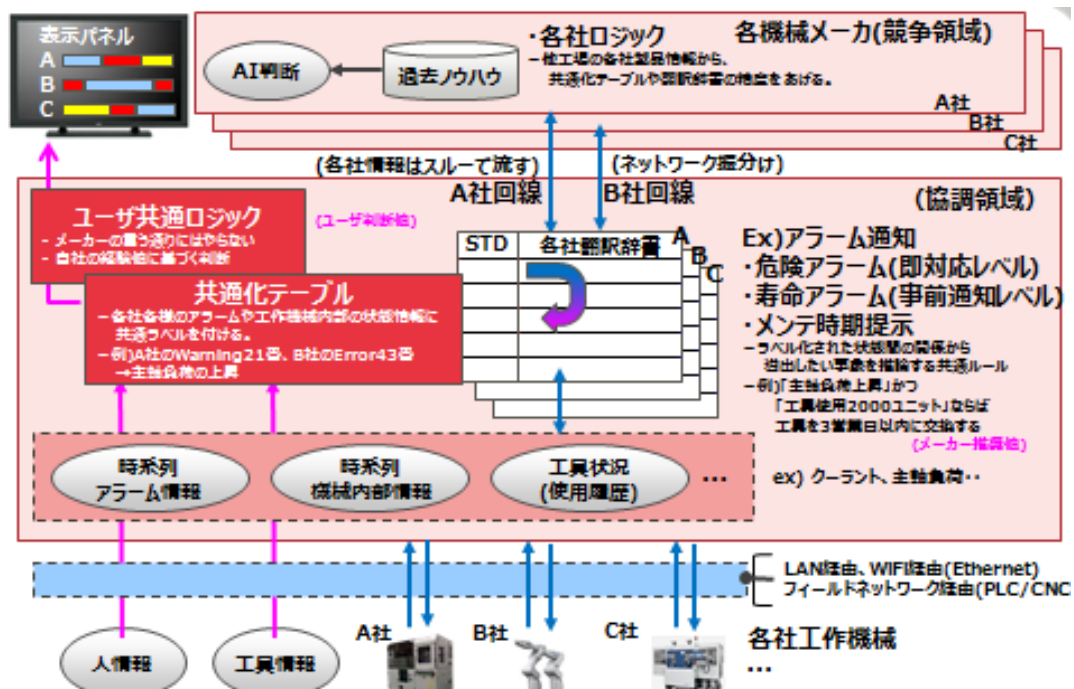 表示パネル
A
B
C
AI判断
過去ノウハウ
・各社ロジック
各機械メーカ(競争領域)
共通化テーブルや翻訳辞書の精度をあげる。
A社
B社
C社
(各社情報はスルーで流す)
(ネットワーク振分け)
A社回線
B社回線
(協調領域)
ユーザ共通ロジック
- メーカーの言う通りにはやらない
- 自社の経験値に基づく判断
(ユーザ判断値)
共通化テーブル
-各社各様のアラームや工作機械内部の状態情報に
共通ラベルを付ける。
-例)A社のWarning21番、B社のError43番
→主軸負荷の上昇
STD
各社翻訳辞書
A
B
C
Ex)アラーム通知
・危険アラーム(即対応レベル)
・寿命アラーム(事前通知レベル)
・メンテ時期提示
-ラベル化された状態間の関係から
導出したい事象を推論する共通ルール
-例)「主軸負荷上昇」かつ
「工具使用2000ユニット」ならば
工具を3営業日以内に交換する
(メーカー推奨値)
ex) クーラント、主軸負荷‥
時系列
アラーム情報
時系列
機械内部情報
工具状況
(使用履歴)
…
LAN経由、WIFI経由(Ethernet)
フィールドネットワーク経由(PLC/CNC
人情報
工具情報
A社
B社
C社
各社工作機械
…